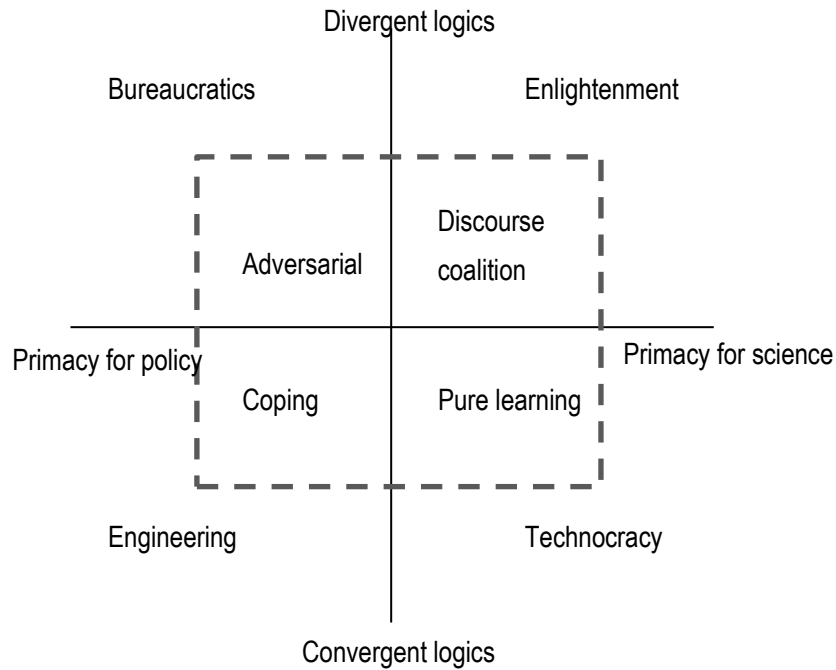 Divergent logics
Bureaucratics
Enlightenment
Discourse
coalition
Adversarial
Primacy for policy
Primacy for science
Coping
Pure learning
Engineering
Technocracy
Convergent logics